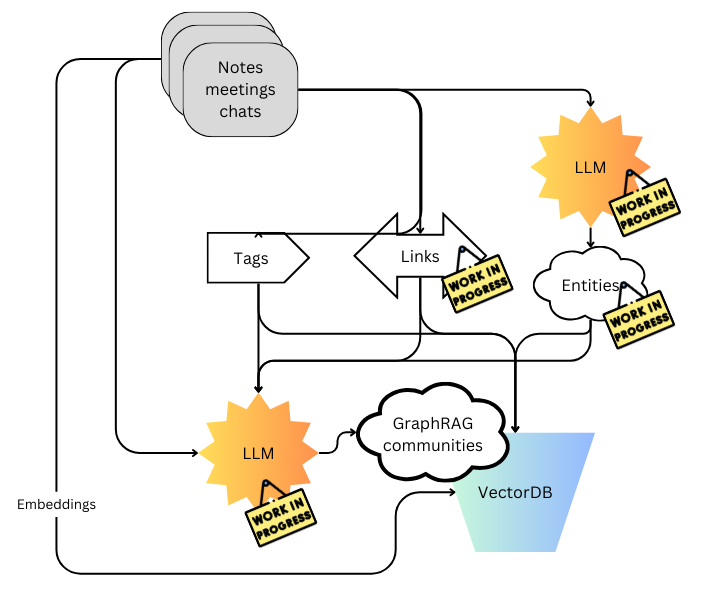 Notes
meetings
chats
LLM
WORK IN
PROGRESS
Tags
Links
WORK IN
PROGRESS
Entities
WORK IN
PROGRESS
GraphRAG
communities
LLM
WORK IN
PROGRESS
VectorDB
Embeddings